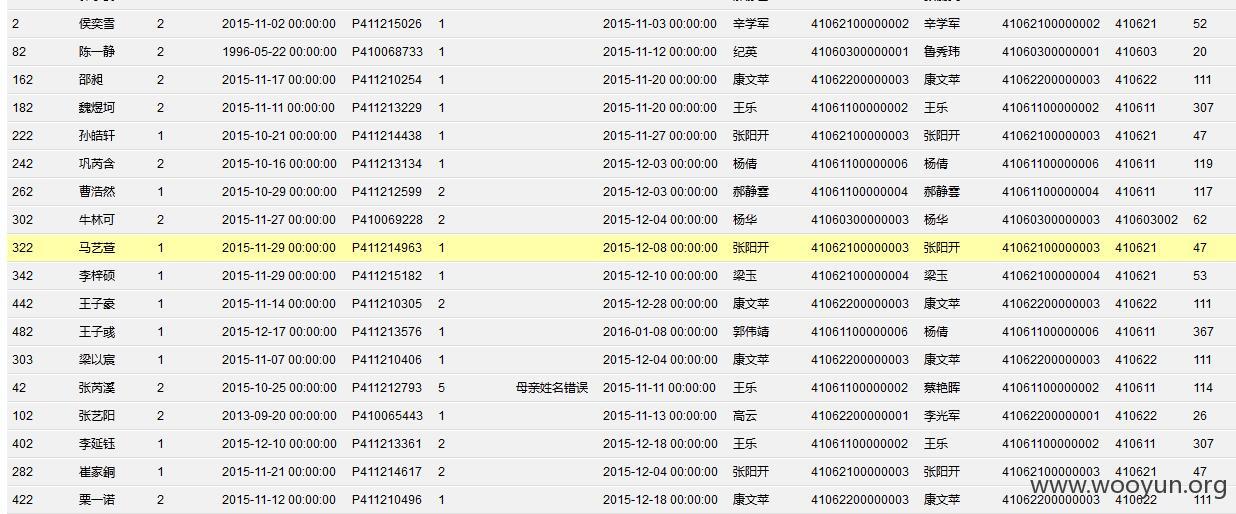 2 侯奕雪 2 2015-11-02 00:00:00 P411215026 1 2015-11-03 00:00:00 辛学军 41062100000002 辛学军 41062100000002 410621 52
82 陈一静 2 1996-05-22 00:00:00 P410068733 1 2015-11-12 00:00:00 纪英 41060300000001 鲁秀玮 41060300000001 410603 20
162 邵昶 2 2015-11-17 00:00:00 P411210254 1 2015-11-20 00:00:00 康文苹 41062200000003 康文苹 41062200000003 410622 111
182 魏煜坷 2 2015-11-11 00:00:00 P411213229 1 2015-11-20 00:00:00 王乐 41061100000002 王乐 41061100000002 410611 307
222 孙皓轩 1 2015-10-21 00:00:00 P411214438 1 2015-11-27 00:00:00 张阳开 41062100000003 张阳开 41062100000003 410621 47
242 巩芮含 2 2015-10-16 00:00:00 P411213134 1 2015-12-03 00:00:00 杨倩 41061100000006 杨倩 41061100000006 410611 119
262 曹浩然 1 2015-10-29 00:00:00 P411212599 2 2015-12-03 00:00:00 郝静雲 41061100000004 郝静雲 41061100000004 410611 117
302 牛林可 2 2015-11-27 00:00:00 P410069228 2 2015-12-04 00:00:00 杨华 41060300000003 杨华 41060300000003 410603002 62
322 马艺萱 1 2015-11-29 00:00:00 P411214963 1 2015-12-08 00:00:00 张阳开 41062100000003 张阳开 41062100000003 410621 47
342 李梓硕 1 2015-11-29 00:00:00 P411215182 1 2015-12-10 00:00:00 梁玉 41062100000004 梁玉 41062100000004 410621 53
442 王子豪 1 2015-11-14 00:00:00 P411210305 2 2015-12-28 00:00:00 康文苹 41062200000003 康文苹 41062200000003 410622 111
482 王子彧 1 2015-12-17 00:00:00 P411213576 1 2016-01-08 00:00:00 郭伟靖 41061100000006 杨倩 41061100000006 410611 367
303 梁以宸 1 2015-11-07 00:00:00 P411210406 1 2015-12-04 00:00:00 康文苹 41062200000003 康文苹 41062200000003 410622 111
42 张芮溪 2 2015-10-25 00:00:00 P411212793 5 母亲姓名错误 2015-11-11 00:00:00 王乐 41061100000002 蔡艳晖 41061100000002 410611 114
102 张艺阳 2 2013-09-20 00:00:00 P410065443 1 2015-11-13 00:00:00 高云 41062200000001 李光军 41062200000001 410622 26
402 李延钰 1 2015-12-10 00:00:00 P411213361 2 2015-12-18 00:00:00 王乐 41061100000002 王乐 41061100000002 410611 307
282 崔家銅 1 2015-11-21 00:00:00 P411214617 2 2015-12-04 00:00:00 张阳开 41062100000003 张阳开 41062100000003 410621 47
422 栗一诺 2 2015-11-12 00:00:00 P411210496 1 2015-12-18 00:00:00 康文苹 41062200000003 康文苹 41062200000003 410622 111
www.wooyun.org